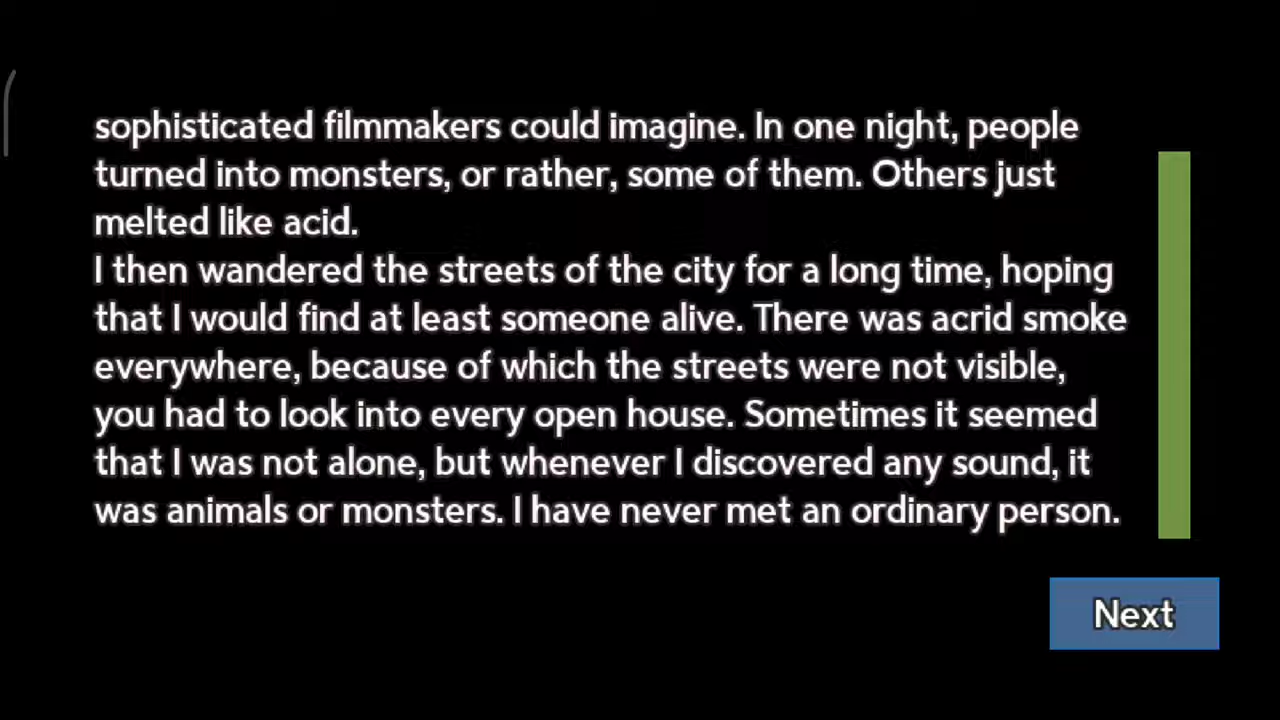 sophisticated filmmakers could imagine. In one night, people
turned into monsters, or rather, some of them. Others just
melted like acid.
I then wandered the streets of the city for a long time, hoping
that I would find at least someone alive. There was acrid smoke
everywhere, because of which the streets were not visible,
you had to look into every open house. Sometimes it seemed
that I was not alone, but whenever I discovered any sound, it
was animals or monsters. I have never met an ordinary person.
Next